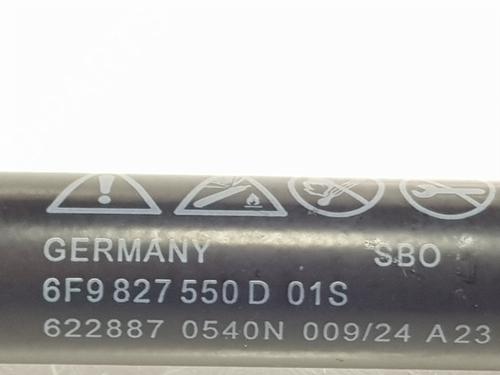 GERMANY SBO
6F9 827 550 D 01S
622887 0540N 009/24 A23